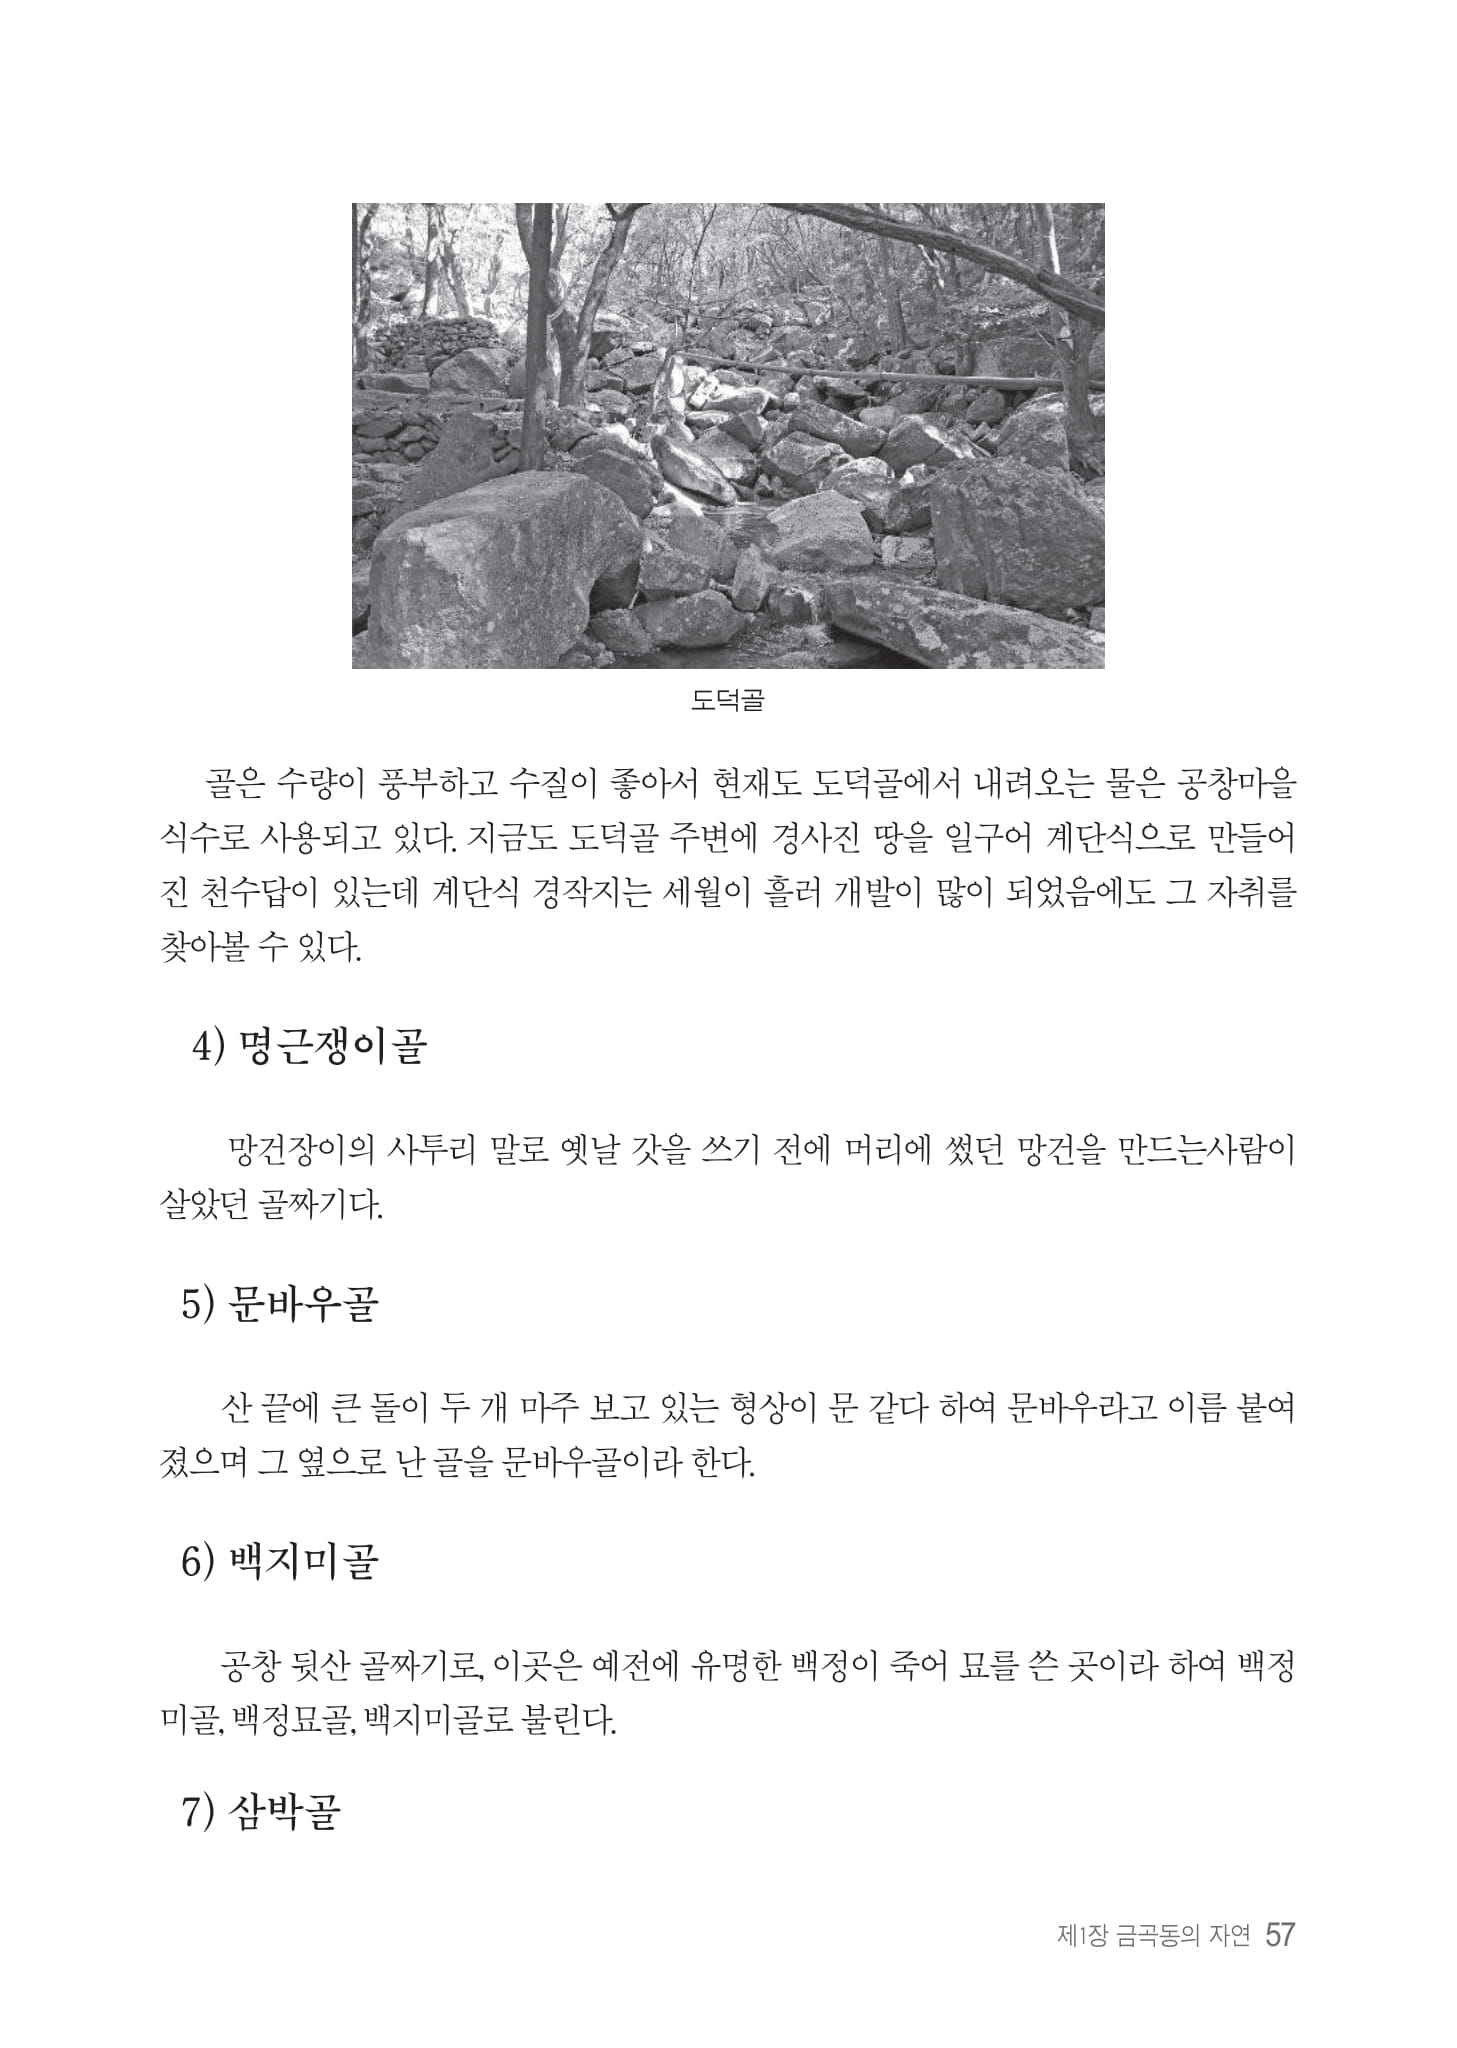 도덕골
골은 수량이 풍부하고 수질이 좋아서 현재도 도덕골에서 내려오는 물은 공창마을
식수로 사용되고 있다. 지금도 도덕골 주변에 경사진 땅을 일구어 계단식으로 만들어
진 천수답이 있는데 계단식 경작지는 세월이 흘러 개발이 많이 되었음에도 그 자취를
찾아볼 수 있다.
4) 명근쟁이골
망건장이의 사투리 말로 옛날 갓을 쓰기 전에 머리에 썼던 망건을 만드는사람이
살았던 골짜기다.
5) 문바우골
산 끝에 큰 돌이 두 개 마주 보고 있는 형상이 문 같다 하여 문바우라고 이름 붙여
졌으며 그 옆으로 난 골을 문바우골이라 한다.
6) 백지미골
공창 뒷산 골짜기로, 이곳은 예전에 유명한 백정이 죽어 묘를 쓴 곳이라 하여 백정
미골, 백정묘골, 백지미골로 불린다.
7) 삼박골
제1장 금곡동의 자연 57